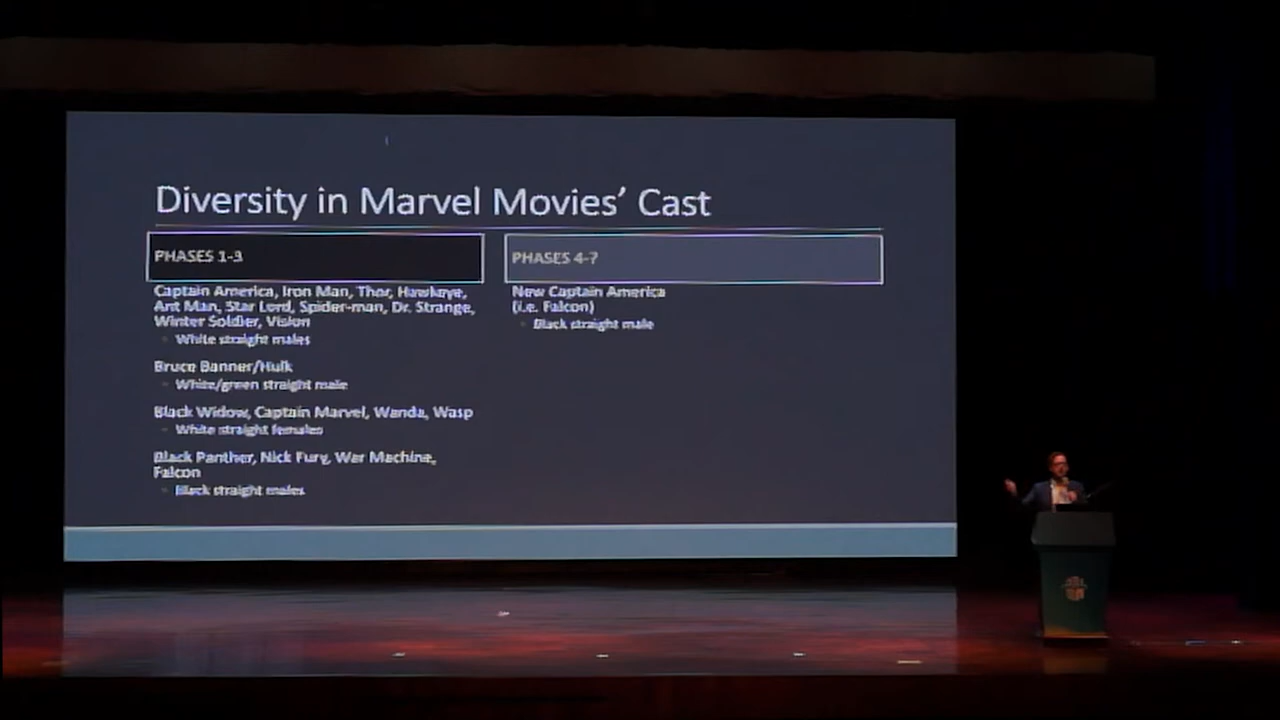 Diversity in Marvel Movies' Cast
PHASES 1-3
Captain America, Iron Man, Thor, Hawkeye,
Ant Man, Star Lord, Spider-man, Dr. Strange,
Winter Soldier, Vision
White straight males
Bruce Banner/Hulk
White/green straight male
Black Widow, Captain Marvel, Wanda, Wasp
White straight females
Black Panther, Nick Fury, War Machine,
Falcon
Black straight males
PHASES 4-7
New Captain America
(i.e. Falcon)
Black straight male